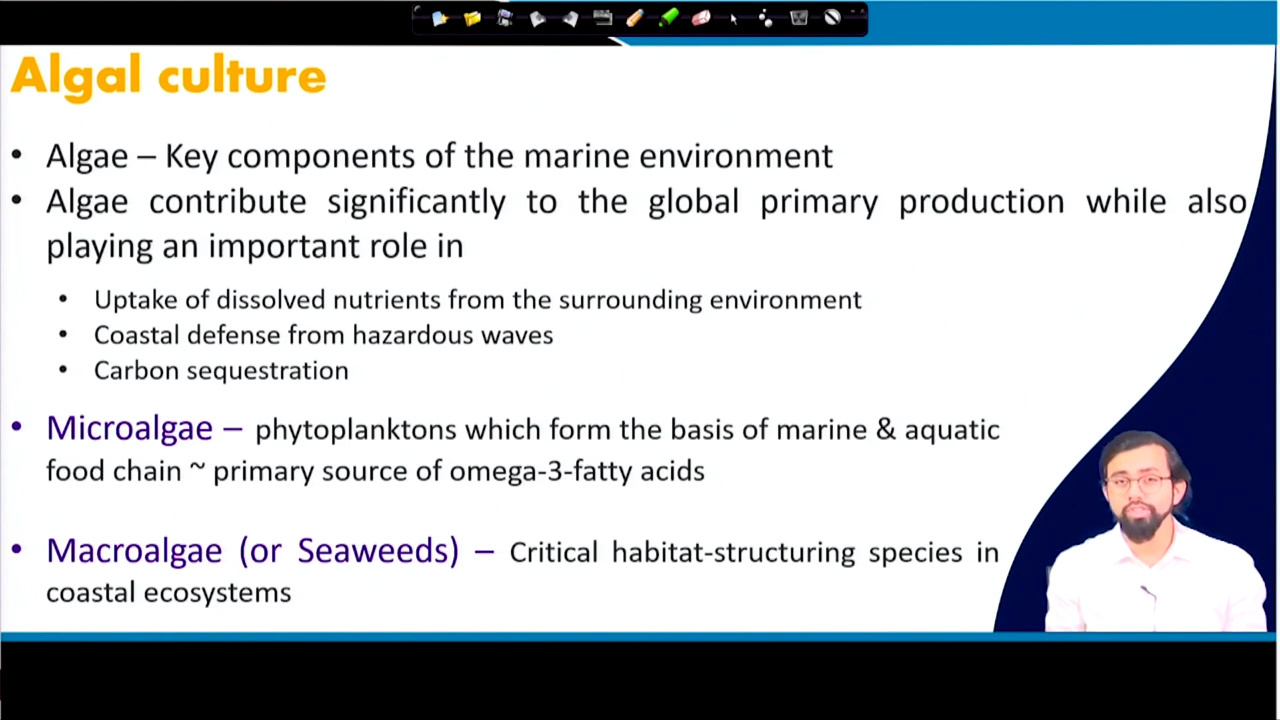 Algal culture
• Algae – Key components of the marine environment
• Algae contribute significantly to the global primary production while also
playing an important role in
• Uptake of dissolved nutrients from the surrounding environment
• Coastal defense from hazardous waves
• Carbon sequestration
• Microalgae – phytoplanktons which form the basis of marine & aquatic
food chain ~ primary source of omega-3-fatty acids
• Macroalgae (or Seaweeds) – Critical habitat-structuring species in
coastal ecosystems